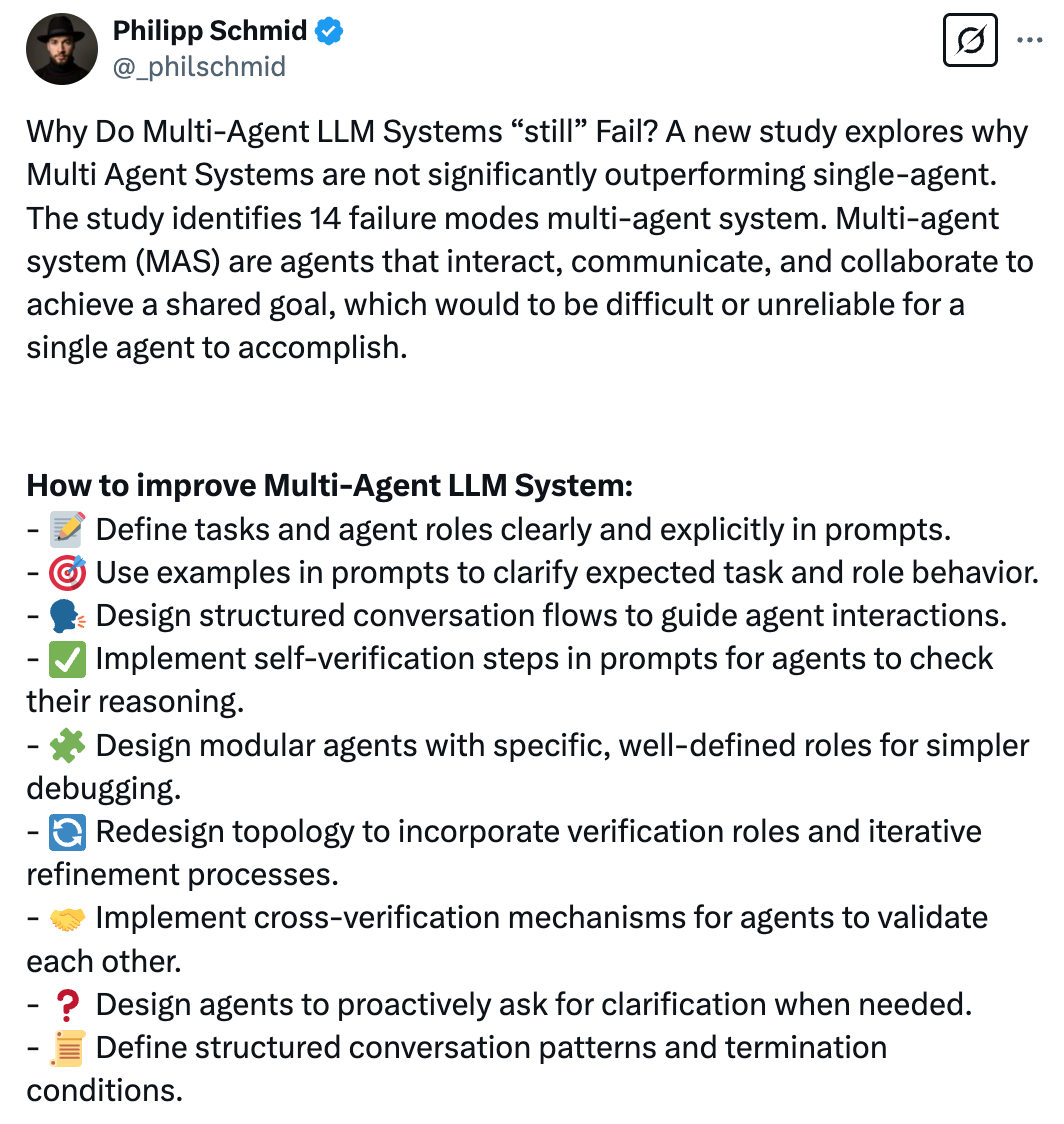 Philipp Schmid
@_philschmid
Why Do Multi-Agent LLM Systems “still” Fail? A new study explores why
Multi Agent Systems are not significantly outperforming single-agent.
The study identifies 14 failure modes multi-agent system. Multi-agent
system (MAS) are agents that interact, communicate, and collaborate to
achieve a shared goal, which would to be difficult or unreliable for a
single agent to accomplish.
How to improve Multi-Agent LLM System:
- 📝 Define tasks and agent roles clearly and explicitly in prompts.
- 🎯 Use examples in prompts to clarify expected task and role behavior.
- 🗣️ Design structured conversation flows to guide agent interactions.
- ✅ Implement self-verification steps in prompts for agents to check
their reasoning.
- 🧩 Design modular agents with specific, well-defined roles for simpler
debugging.
- 🔄 Redesign topology to incorporate verification roles and iterative
refinement processes.
- 🤝 Implement cross-verification mechanisms for agents to validate
each other.
- ❓ Design agents to proactively ask for clarification when needed.
- 📜 Define structured conversation patterns and termination
conditions.